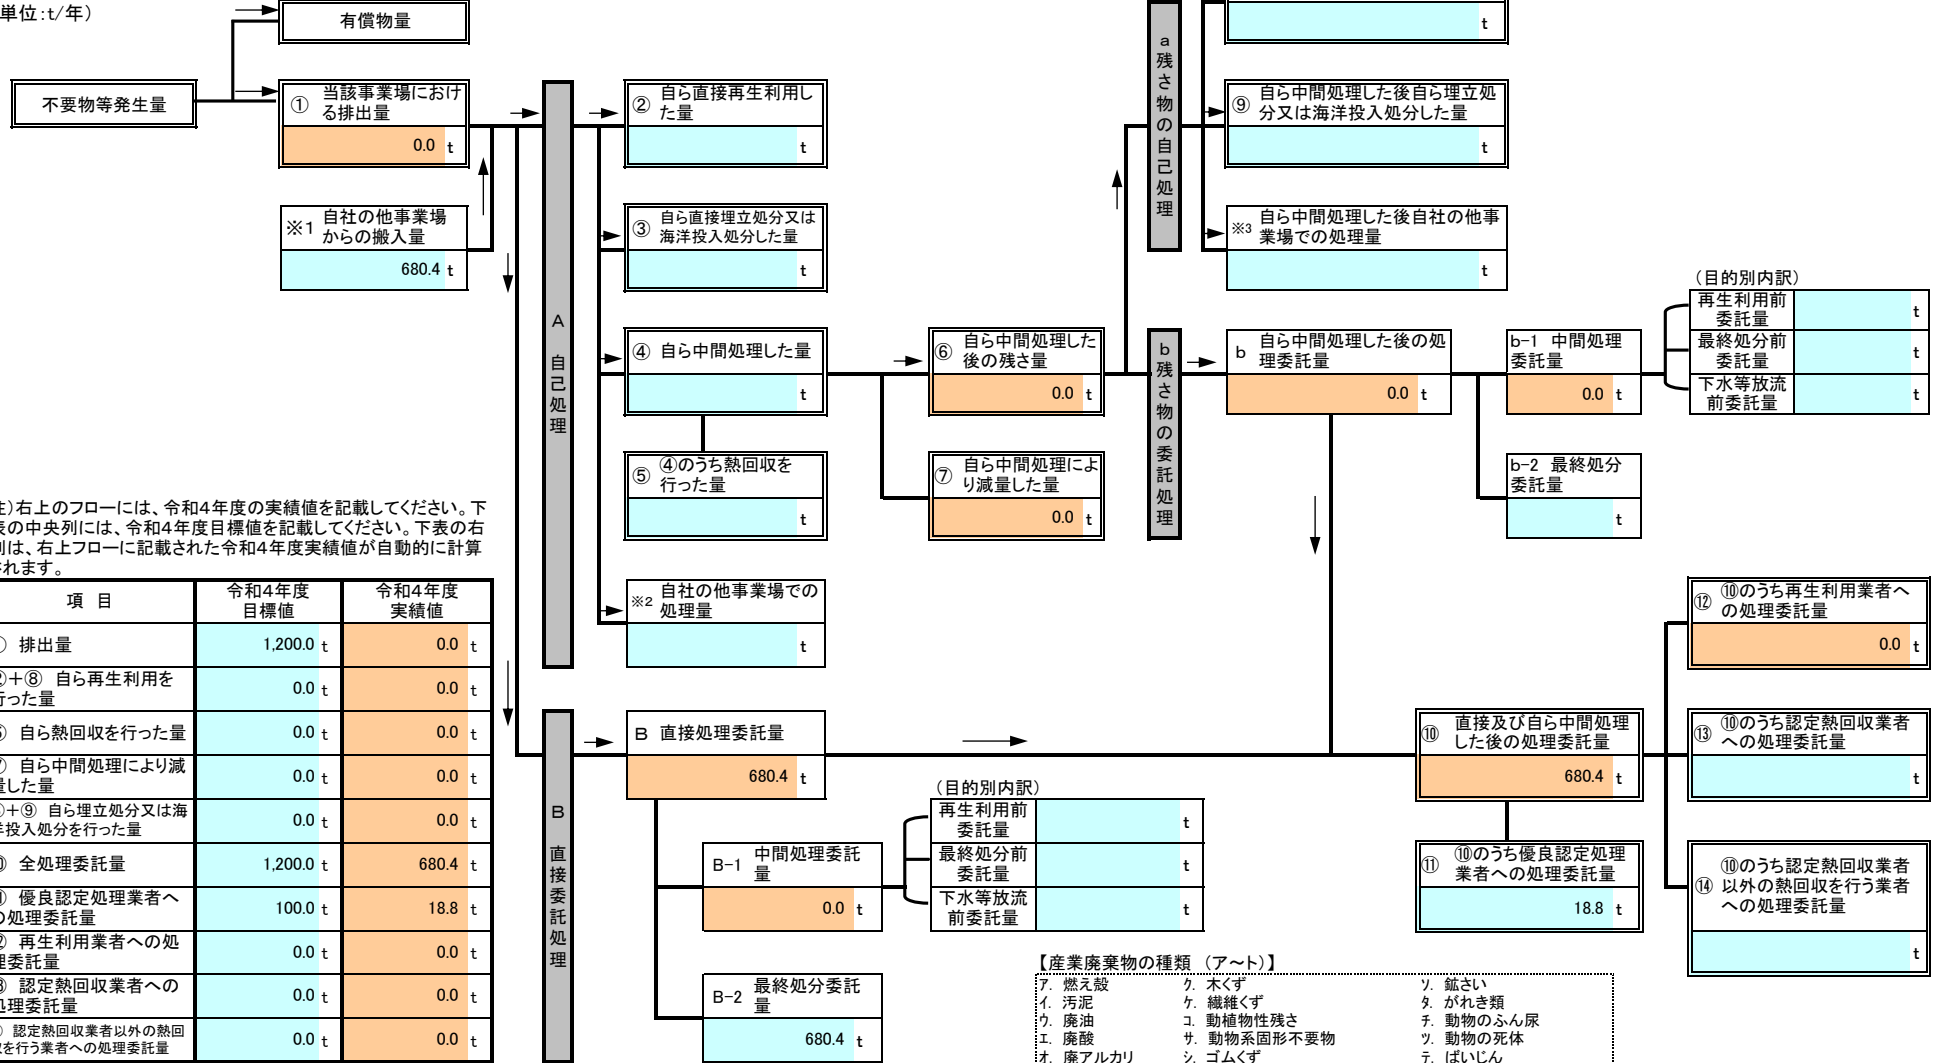 単位:t/年)
有償物量
不要物等発生量
① 当該事業場におけ
る排出量
0.0 t
※1 自社の他事業場
からの搬入量
680.4 t
A 自己処理
② 自ら直接再生利用し
た量
t
③ 自ら直接埋立処分又は
海洋投入処分した量
t
④ 自ら中間処理した量
t
⑤ ④のうち熱回収を
行った量
t
※2 自社の他事業場での
処理量
t
⑥ 自ら中間処理した
後の残さ量
0.0 t
⑦ 自ら中間処理によ
り減量した量
0.0 t
a残さ物の自己処理
t
⑨ 自ら中間処理した後自ら埋立処
分又は海洋投入処分した量
t
※3 自ら中間処理した後自社の他事
業場での処理量
t
b残さ物の委託処理
b 自ら中間処理した後の処
理委託量
0.0 t
b-1 中間処理
委託量
0.0 t
b-2 最終処分
委託量
t
(目的別内訳)
再生利用前
委託量
t
最終処分前
委託量
t
下水等放流
前委託量
t
注)右上のフローには、令和4年度の実績値を記載してください。下
表の中央列には、令和4年度目標値を記載してください。下表の右
列は、右上フローに記載された令和4年度実績値が自動的に計算
されます。
項 目 令和4年度
目標値 令和4年度
実績値
① 排出量 1,200.0 t 0.0 t
②+⑧ 自ら再生利用を
行った量 0.0 t 0.0 t
⑤ 自ら熱回収を行った量 0.0 t 0.0 t
⑦ 自ら中間処理により減
量した量 0.0 t 0.0 t
③+⑨ 自ら埋立処分又は海
洋投入処分を行った量 0.0 t 0.0 t
⑩ 全処理委託量 1,200.0 t 680.4 t
⑪ 優良認定処理業者へ
の処理委託量 100.0 t 18.8 t
⑫ 再生利用業者への処
理委託量 0.0 t 0.0 t
⑬ 認定熱回収業者への
処理委託量 0.0 t 0.0 t
⑭ 認定熱回収業者以外の熱回
収を行う業者への処理委託量 0.0 t 0.0 t
B 直接委託処理
B 直接処理委託量
680.4 t
B-1 中間処理委託
量
0.0 t
B-2 最終処分委託
量
680.4 t
(目的別内訳)
再生利用前
委託量
t
最終処分前
委託量
t
下水等放流
前委託量
t
⑩ 直接及び自ら中間処理
した後の処理委託量
680.4 t
⑪ ⑩のうち優良認定処理
業者への処理委託量
18.8 t
⑫ ⑩のうち再生利用業者へ
の処理委託量
0.0 t
⑬ ⑩のうち認定熱回収業者
への処理委託量
t
⑭ ⑩のうち認定熱回収業者
以外の熱回収を行う業者
への処理委託量
t
【産業廃棄物の種類 (ア~ト)】
ア. 燃え殻 ク. 木くず ソ. 鉱さい
イ. 汚泥 ケ. 繊維くず タ. がれき類
ウ. 廃油 コ. 動植物性残さ チ. 動物のふん尿
エ. 廃酸 サ. 動物系固形不要物 ツ. 動物の死体
オ. 廃アルカリ シ. ゴムくず テ. ばいじん